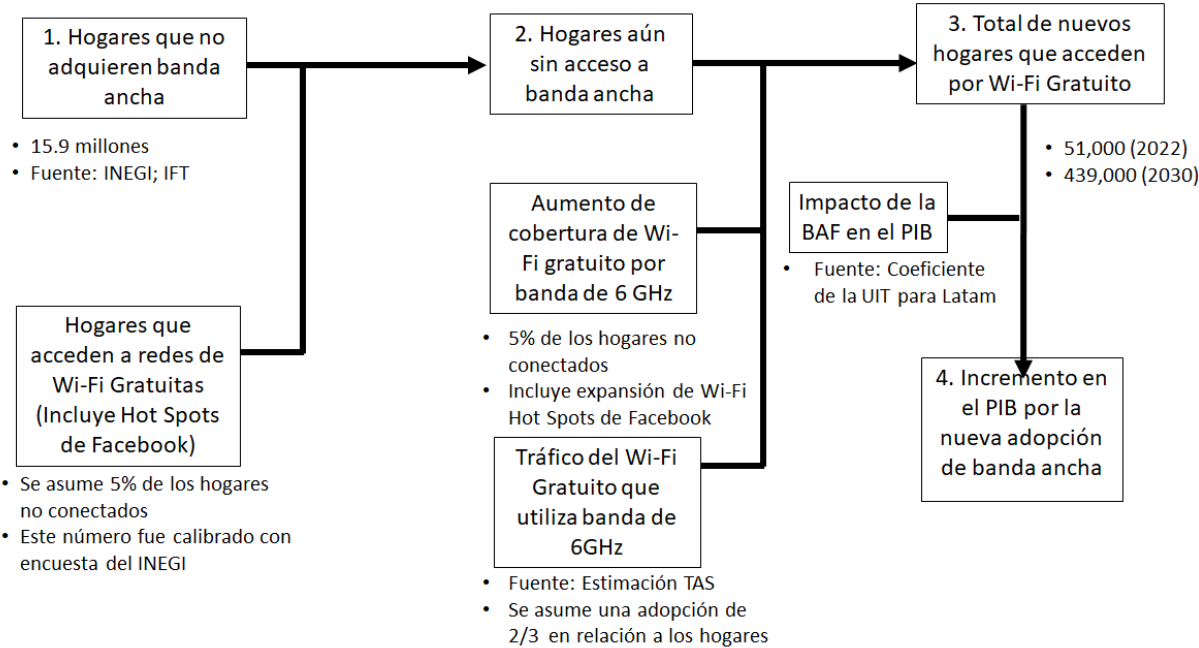 1. Hogares que no
adquieren banda
ancha
• 15.9 millones
• Fuente: INEGI; IFT
Hogares que
acceden a redes de
Wi-Fi Gratuitas
(Incluye Hot Spots
de Facebook)
• Se asume 5% de los hogares
no conectados
• Este número fue calibrado con
encuesta del INEGI
2. Hogares aún
sin acceso a
banda ancha
Aumento de
cobertura de Wi-
Fi gratuito por
banda de 6 GHz
• 5% de los hogares no
conectados
• Incluye expansión de Wi-Fi
Hot Spots de Facebook
Tráfico del Wi-Fi
Gratuito que
utiliza banda de
6GHz
• Fuente: Estimación TAS
• Se asume una adopción de
2/3 en relación a los hogares
3. Total de nuevos
hogares que acceden
por Wi-Fi Gratuito
• 51,000 (2022)
• 439,000 (2030)
Impacto de la
BAF en el PIB
• Fuente: Coeficiente
de la UIT para Latam
4. Incremento en
el PIB por la
nueva adopción
de banda ancha